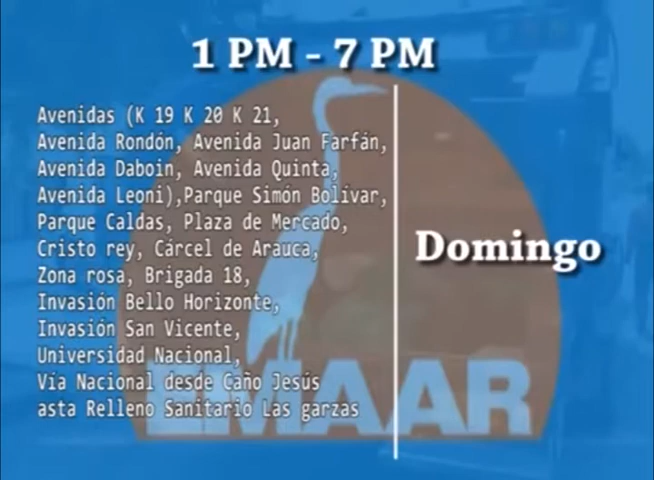 1 PM - 7 PM
Avenidas (K 19 K 20 K 21,
Avenida Rondón, Avenida Juan Farfán,
Avenida Daboin, Avenida Quinta,
Avenida Leoni),Parque Simón Bolívar,
Parque Caldas, Plaza de Mercado,
Cristo rey, Cárcel de Arauca,
Zona rosa, Brigada 18,
Invasión Bello Horizonte,
Invasión San Vicente,
Universidad Nacional,
Vía Nacional desde Caño Jesús
asta Relleno Sanitario Las garzas
Domingo
EMAAR